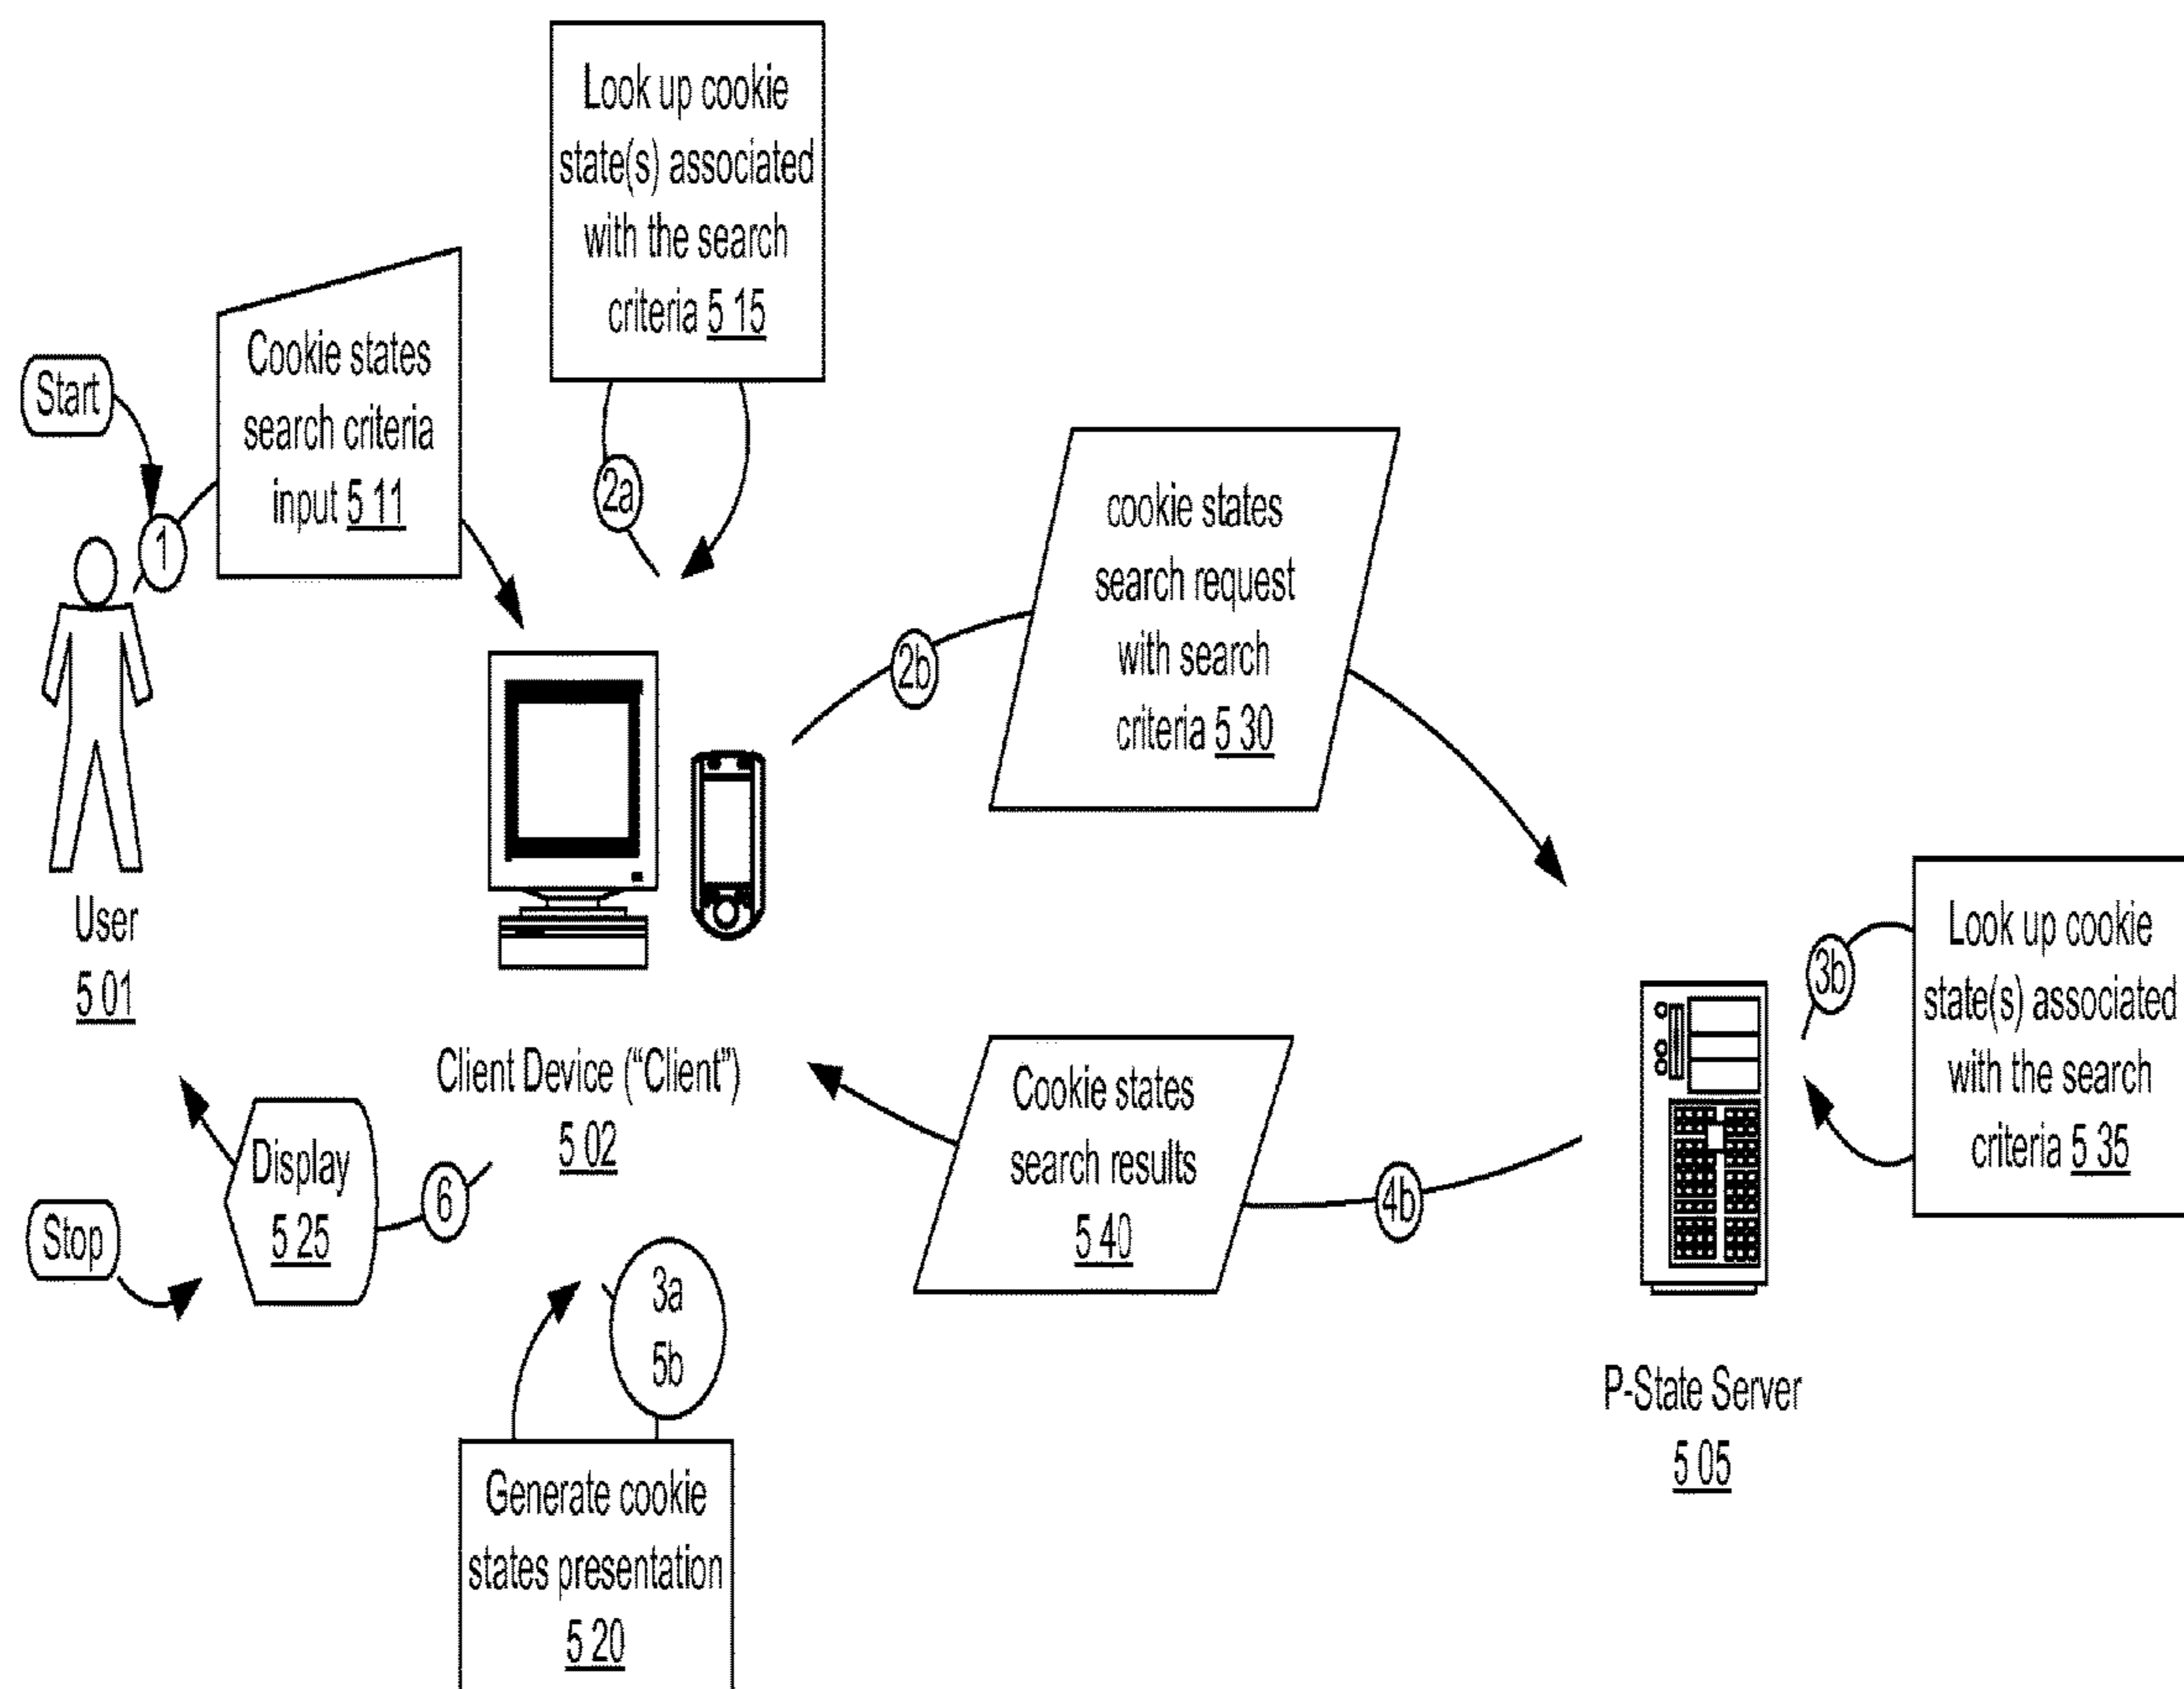 Look up cookie
state(s) associated
with the search
criteria 5 15
Cookie states
search criteria
input 5 11
Start
1
2a
cookie states
search request
with search
criteria 5 30
2b
User
5 01
Client Device ("Client")
5 02
Look up cookie
state(s) associated
with the search
criteria 5 35
3b
Cookie states
search results
5 40
4b
P-State Server
5 05
Display
5 25
6
Stop
3a
5b
Generate cookie
states presentation
5 20